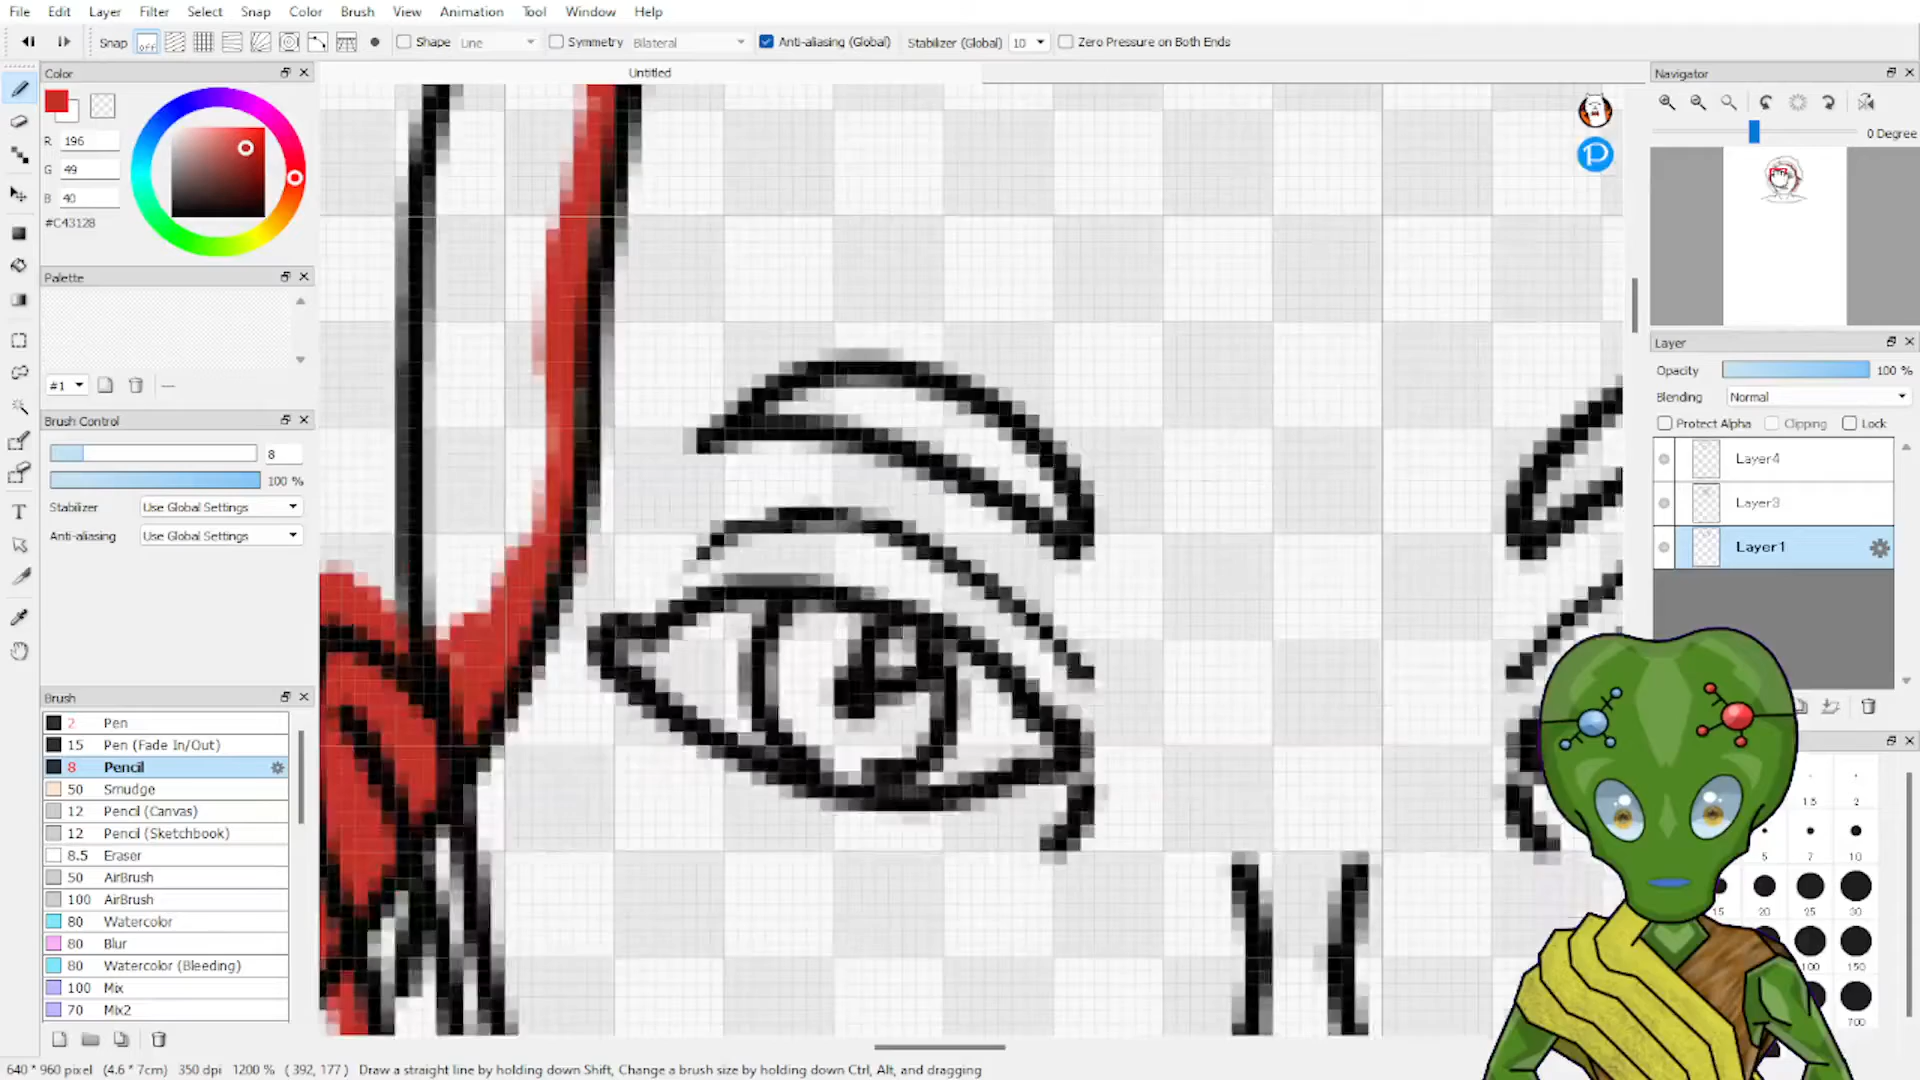 File Edit Layer Filter Select Snap Color Brush View Animation Tool Window Help
Snap off Shape Line Symmetry Bilateral Anti-aliasing (Global) Stabilizer (Global) 10 Zero Pressure on Both Ends
Color
Untitled
Navigator
R 196
G 49
B 40
#C43128
0 Degree
Palette
#1
Layer
Opacity 100 %
Blending Normal
Protect Alpha Clipping Lock
Layer4
Layer3
Layer1
Brush Control
8
100 %
Stabilizer Use Global Settings
Anti-aliasing Use Global Settings
Brush
2 Pen
15 Pen (Fade In/Out)
8 Pencil
50 Smudge
12 Pencil (Canvas)
12 Pencil (Sketchbook)
8.5 Eraser
50 AirBrush
100 AirBrush
80 Watercolor
80 Blur
80 Watercolor (Bleeding)
100 Mix
70 Mix2
T
P
1.5 2
5 7 10
15 20 25 30
100 150
700
640 * 960 pixel (4.6 * 7cm) 350 dpi 1200 % ( 392, 177 ) Draw a straight line by holding down Shift, Change a brush size by holding down Ctrl, Alt, and dragging